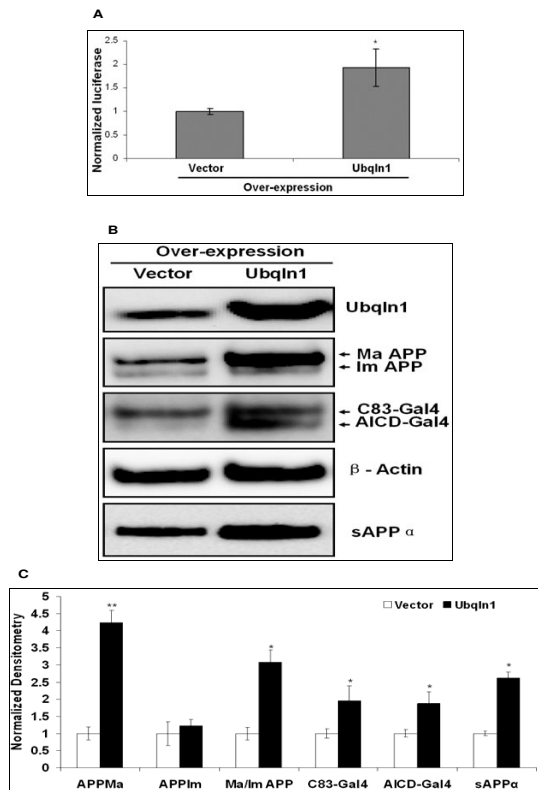 A
Normalized luciferase
2.5
2
1.5
1
0.5
0
*
Vector
Ubqln1
Over-expression
B
Over-expression
Vector
Ubqln1
Ubqln1
Ma APP
Im APP
C83-Gal4
AICD-Gal4
β - Actin
sAPP α
C
Normalized Densitometry
5
4.5
4
3.5
3
2.5
2
1.5
1
0.5
0
Vector
Ubqln1
**
*
*
*
*
APPMa
APPIm
Ma/Im APP
C83-Gal4
AICD-Gal4
sAPPα